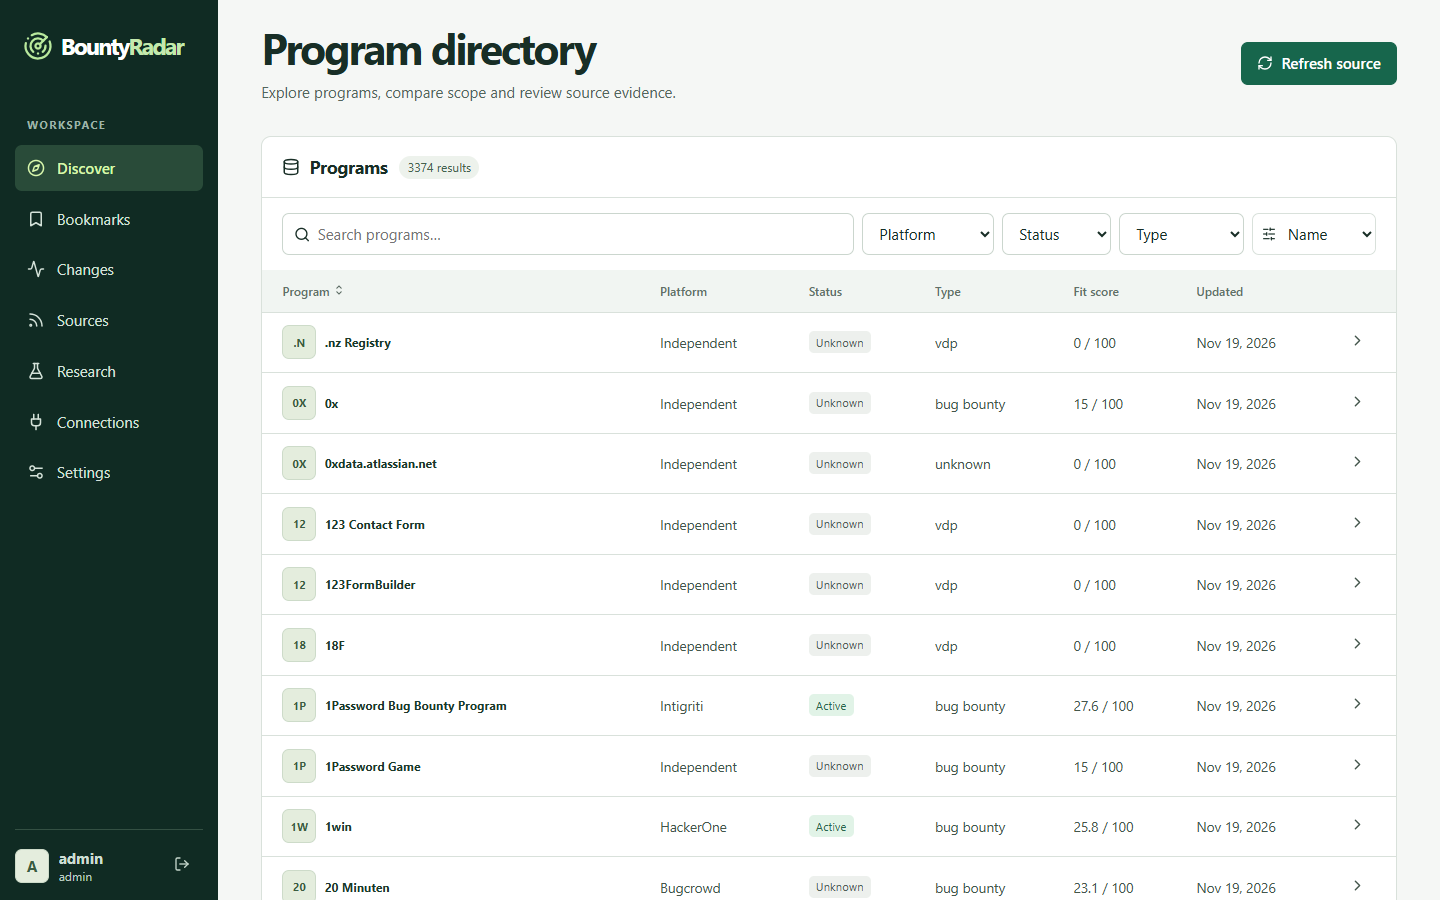 BountyRadar
WORKSPACE
Discover
Bookmarks
Changes
Sources
Research
Connections
Settings
A
admin
admin
Program directory
Explore programs, compare scope and review source evidence.
Refresh source
Programs 3374 results
Search programs... Platform Status Type Name
Program Platform Status Type Fit score Updated
.N .nz Registry Independent Unknown vdp 0 / 100 Nov 19, 2026
0X 0x Independent Unknown bug bounty 15 / 100 Nov 19, 2026
0X 0xdata.atlassian.net Independent Unknown unknown 0 / 100 Nov 19, 2026
12 123 Contact Form Independent Unknown vdp 0 / 100 Nov 19, 2026
12 123FormBuilder Independent Unknown vdp 0 / 100 Nov 19, 2026
18 18F Independent Unknown vdp 0 / 100 Nov 19, 2026
1P 1Password Bug Bounty Program Intigriti Active bug bounty 27.6 / 100 Nov 19, 2026
1P 1Password Game Independent Unknown bug bounty 15 / 100 Nov 19, 2026
1W 1win HackerOne Active bug bounty 25.8 / 100 Nov 19, 2026
20 20 Minuten Bugcrowd Unknown bug bounty 23.1 / 100 Nov 19, 2026